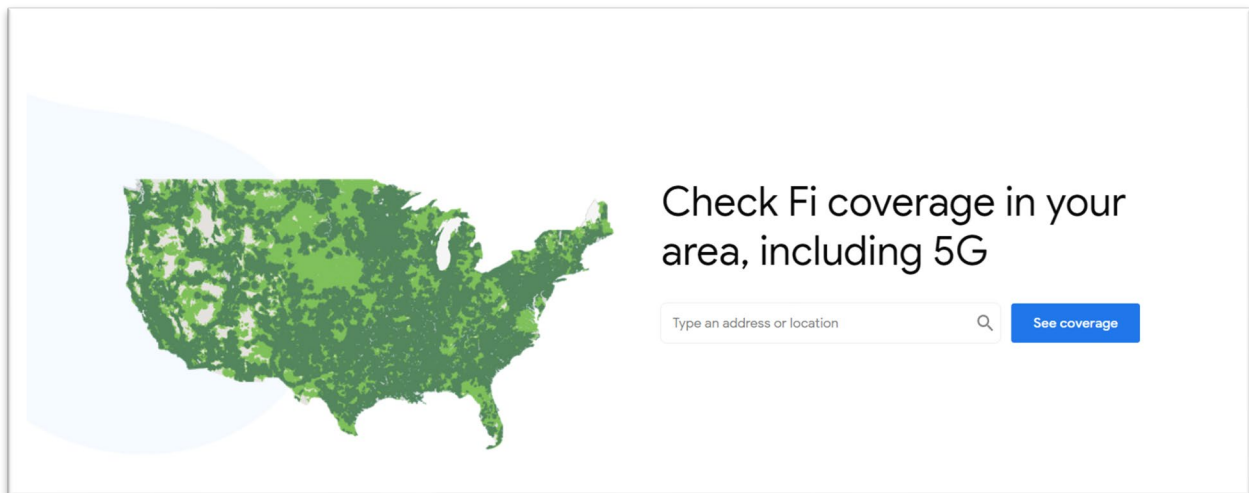 Check Fi coverage in your
area, including 5G
Type an address or location
See coverage